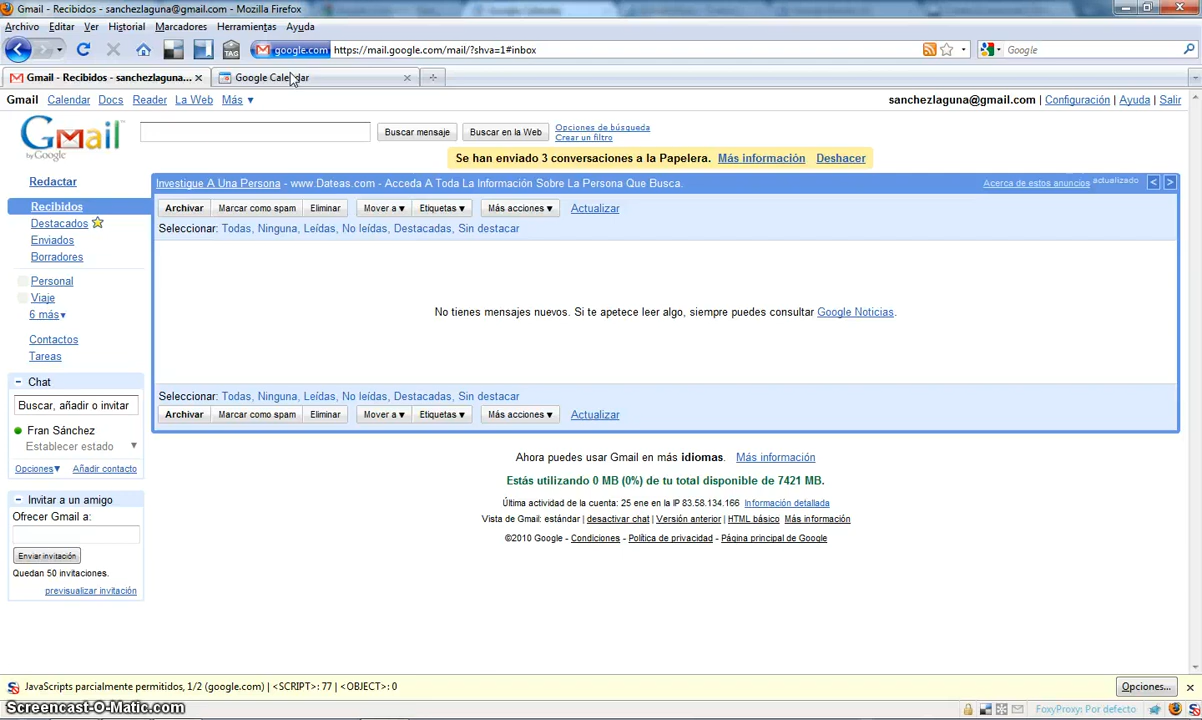 Gmail - Recibidos - sanchezlaguna@gmail.com - Mozilla Firefox
Archivo Editar Ver Historial Marcadores Herramientas Ayuda
TAG google.com https://mail.google.com/mail/?shva=1#inbox Google
Gmail - Recibidos - sanchezlaguna... Google Calendar
Gmail Calendar Docs Reader La Web Más ▼ sanchezlaguna@gmail.com | Configuración | Ayuda | Salir
Gmail by Google
Buscar mensaje Buscar en la Web Opciones de búsqueda
Crear un filtro
Se han enviado 3 conversaciones a la Papelera. Más información Deshacer
Redactar
Investigue A Una Persona - www.Dateas.com - Acceda A Toda La Información Sobre La Persona Que Busca. Acerca de estos anuncios actualizado < >
Recibidos
Archivar Marcar como spam Eliminar Mover a ▼ Etiquetas ▼ Más acciones ▼ Actualizar
Destacados
Seleccionar: Todas, Ninguna, Leídas, No leídas, Destacadas, Sin destacar
Enviados
Borradores
Personal
Viaje
6 más▼
No tienes mensajes nuevos. Si te apetece leer algo, siempre puedes consultar Google Noticias.
Contactos
Tareas
Chat
Buscar, añadir o invitar
Fran Sánchez
Establecer estado ▼
Opciones▼ Añadir contacto
Seleccionar: Todas, Ninguna, Leídas, No leídas, Destacadas, Sin destacar
Archivar Marcar como spam Eliminar Mover a ▼ Etiquetas ▼ Más acciones ▼ Actualizar
Ahora puedes usar Gmail en más idiomas. Más información
Estás utilizando 0 MB (0%) de tu total disponible de 7421 MB.
Última actividad de la cuenta: 25 ene en la IP 83.58.134.166 Información detallada
Vista de Gmail: estándar | desactivar chat | Versión anterior | HTML básico Más información
©2010 Google - Condiciones - Política de privacidad - Página principal de Google
Invitar a un amigo
Ofrecer Gmail a:
Enviar invitación
Quedan 50 invitaciones.
previsualizar invitación
JavaScripts parcialmente permitidos, 1/2 (google.com) | <SCRIPT>: 77 | <OBJECT>: 0 Opciones...
Screencast-O-Matic.com FoxyProxy: Por defecto